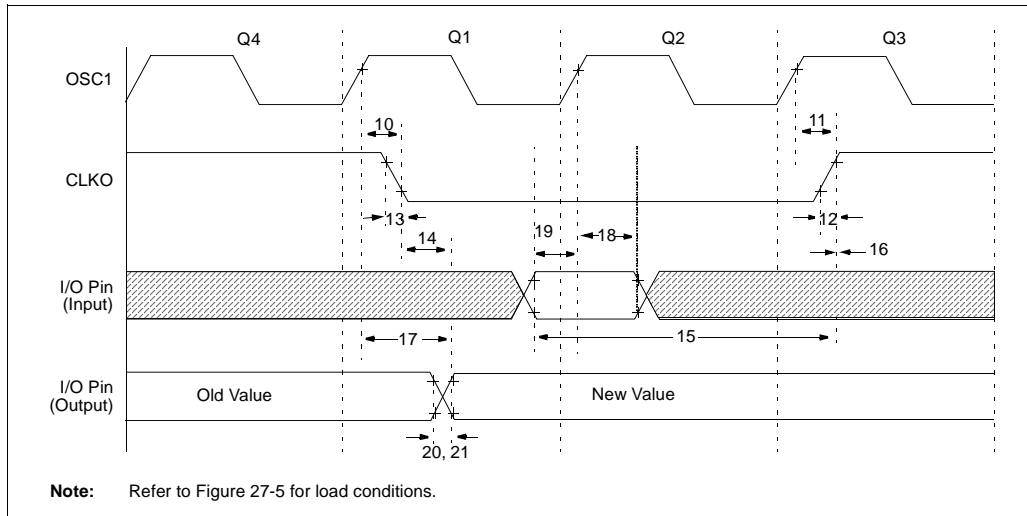 Q4 Q1 Q2 Q3
OSC1
10 11
CLKO
13 12
14 19 18 16
I/O Pin
(Input)
17 15
I/O Pin
(Output)
Old Value New Value
20, 21
Note: Refer to Figure 27-5 for load conditions.